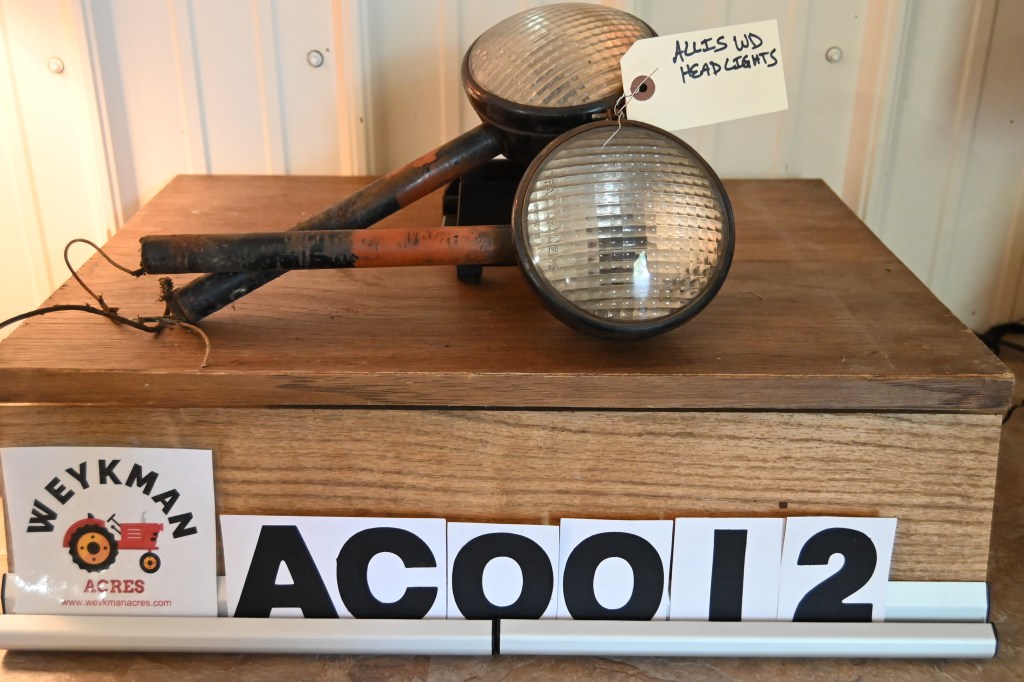 ALLIS WD
HEADLIGHTS
WEYKMAN
ACRES
www.weykmanacres.com
AC0012